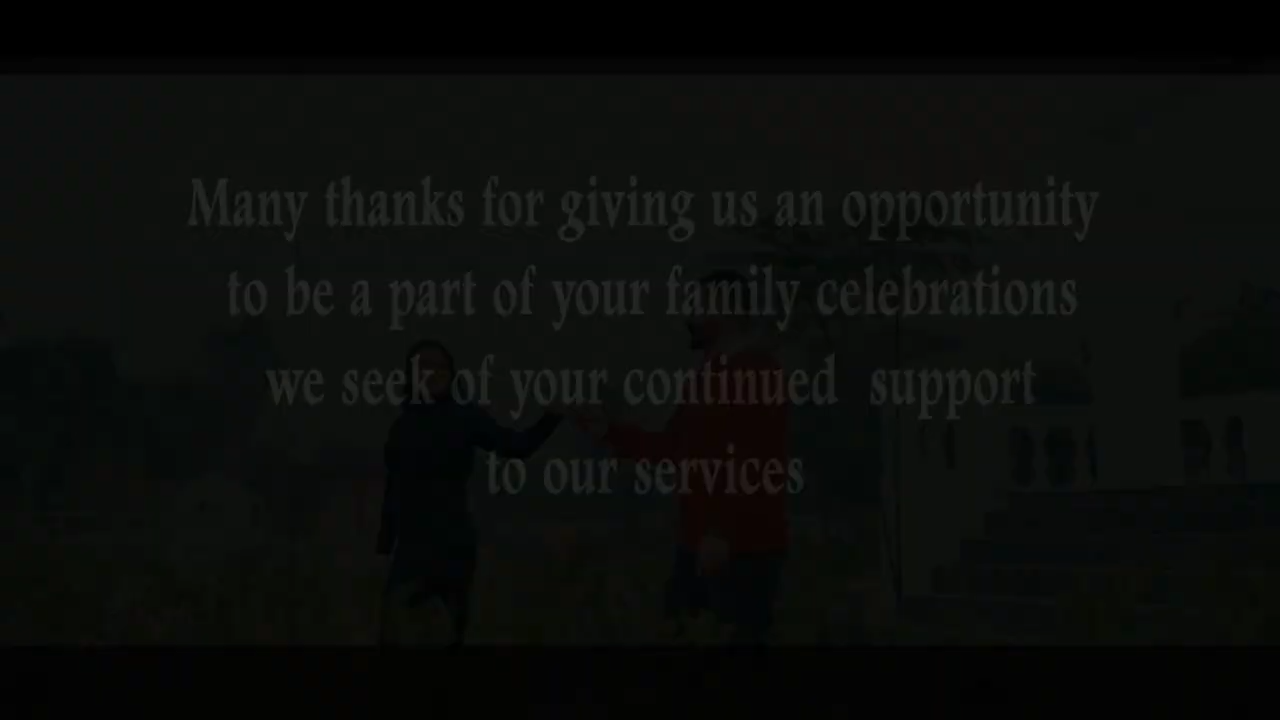 Many thanks for giving us an opportunity
to be a part of your family celebrations
we seek of your continued support
to our services